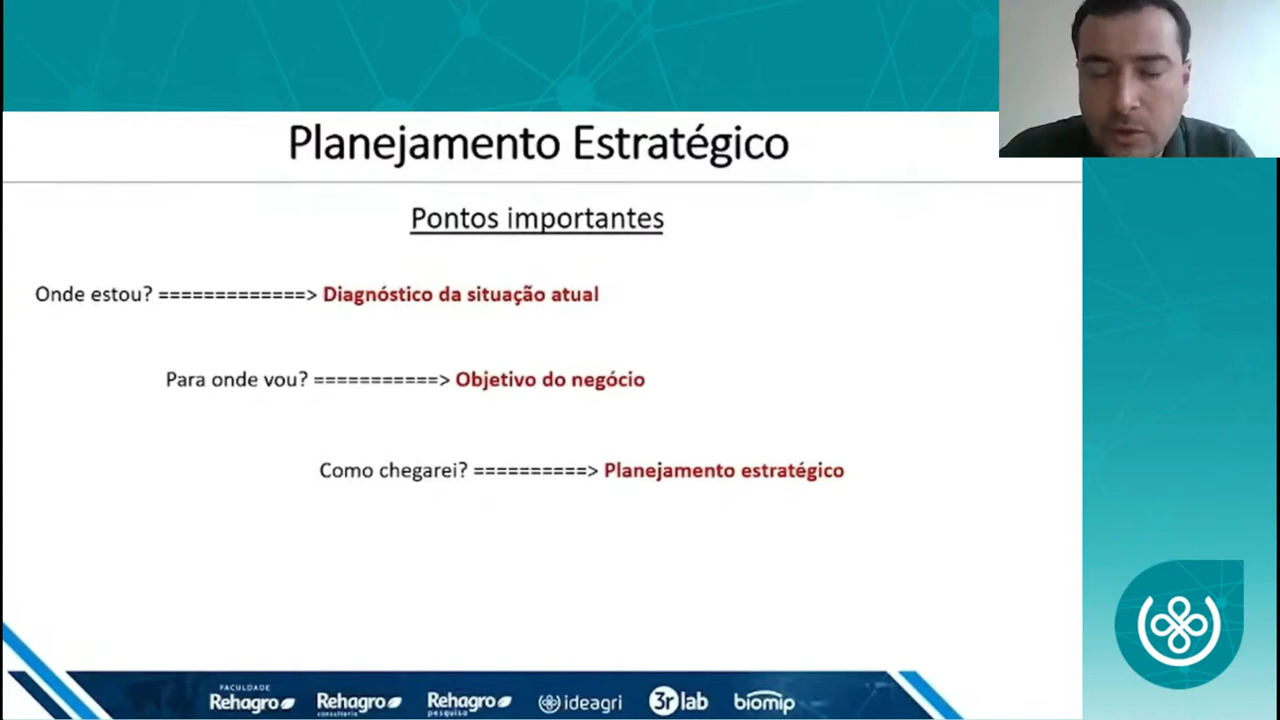 Planejamento Estratégico
Pontos importantes
Onde estou? =============> Diagnóstico da situação atual
Para onde vou? ===========> Objetivo do negócio
Como chegarei? ==========> Planejamento estratégico
FACULDADE
Rehagro
Rehagro
consultoria
Rehagro
pesquisa
ideagri
3r lab
biomip